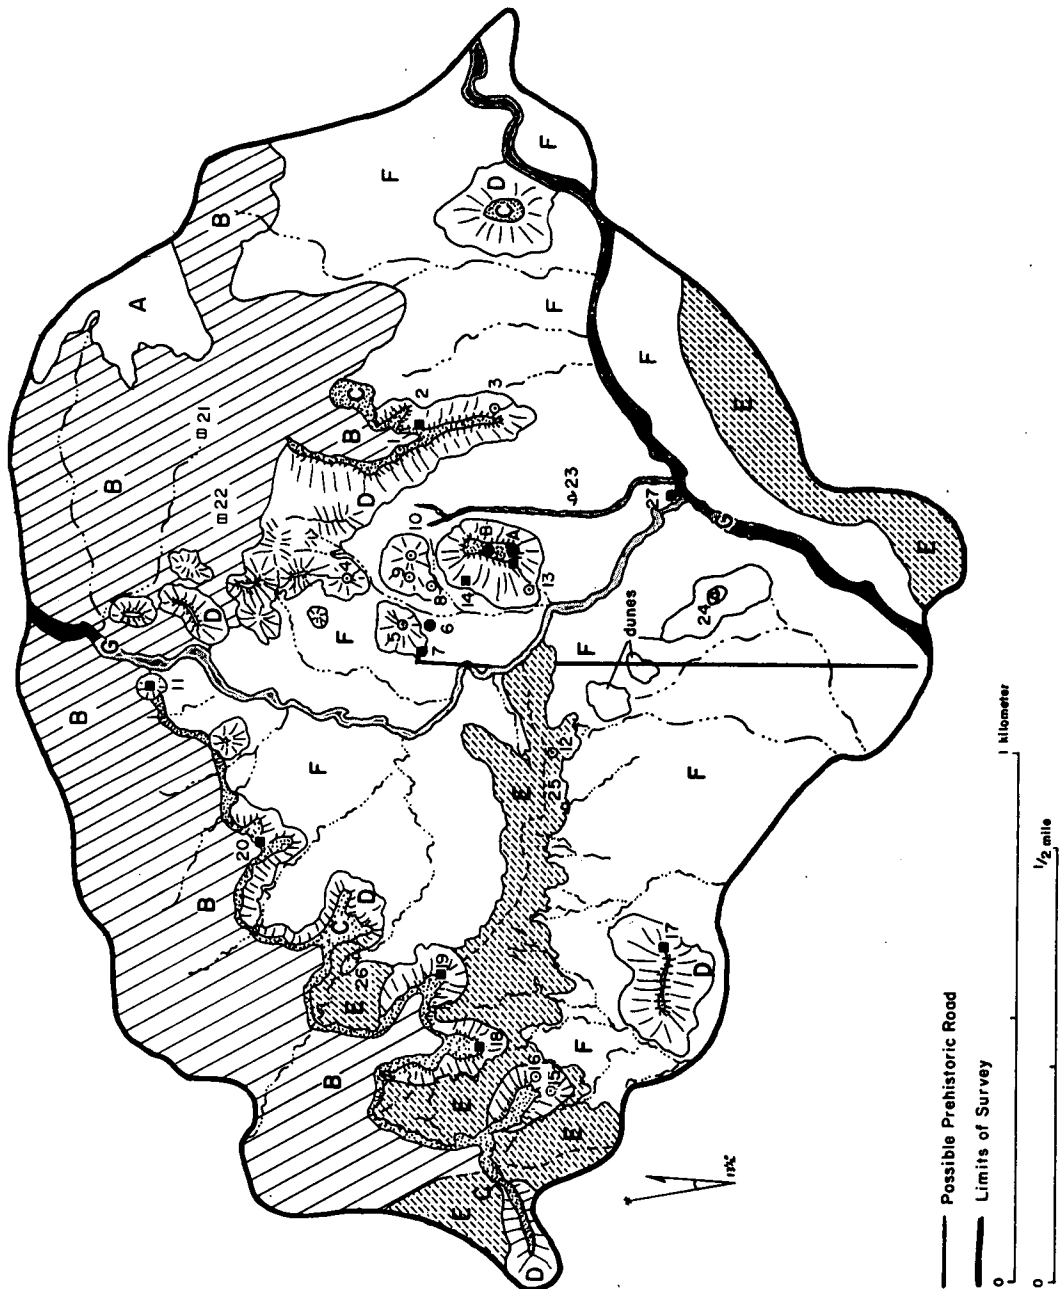 F
F
B
D
C
A
F
F
B
21
B
C
2
3
E
B
22
D
23
27
10
B
A
G
E
4
9
8
14
13
D
G
F
5
6
7
24
F
dunes
B
11
F
12
25
E
F
20
B
C
D
26
19
E
17
D
B
18
F
16
15
E
E
C
E
D
Possible Prehistoric Road
Limits of Survey
0
1 kilometer
0
1/2 mile